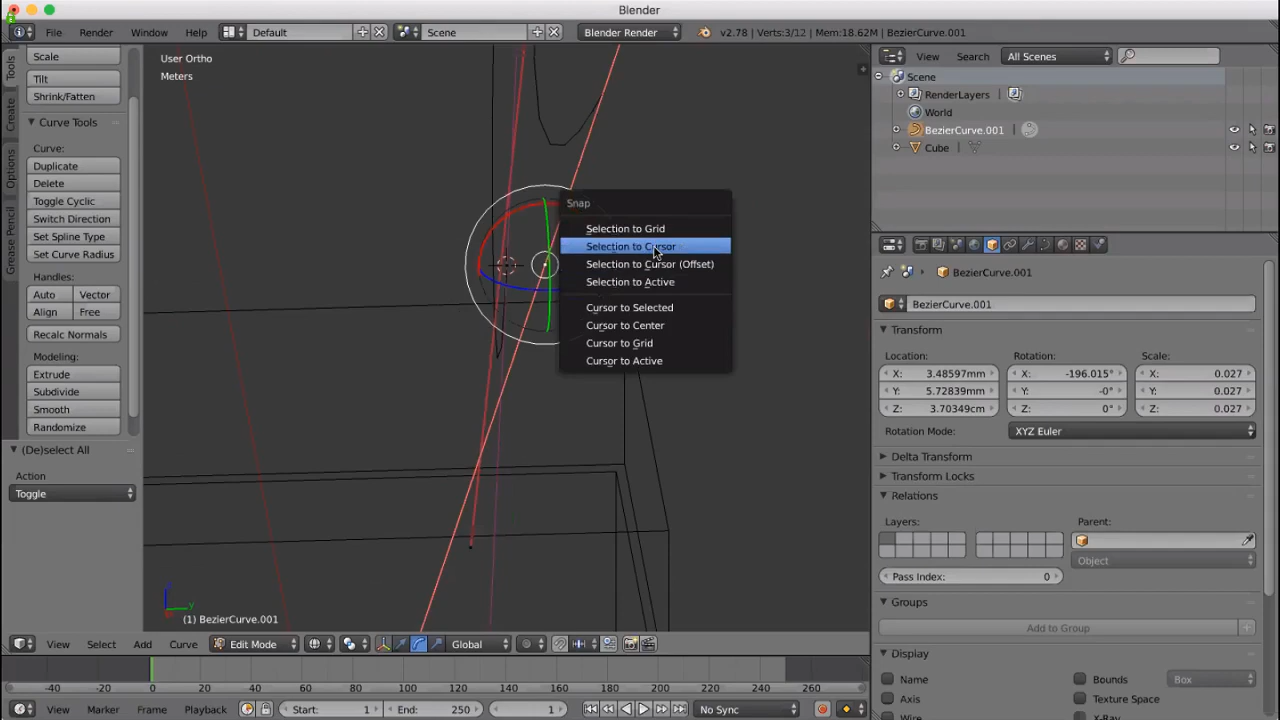 Blender
File Render Window Help Default Scene Blender Render v2.78 | Verts:3/12 | Mem:18.62M | BezierCurve.001
Scale
Tilt
Shrink/Fatten
Curve Tools
Curve:
Duplicate
Delete
Toggle Cyclic
Switch Direction
Set Spline Type
Set Curve Radius
Handles:
Auto Vector
Align Free
Recalc Normals
Modeling:
Extrude
Subdivide
Smooth
Randomize
(De)select All
Action
Toggle
Tools
Create
Options
Grease Pencil
User Ortho
Meters
Snap
Selection to Grid
Selection to Cursor
Selection to Cursor (Offset)
Selection to Active
Cursor to Selected
Cursor to Center
Cursor to Grid
Cursor to Active
(1) BezierCurve.001
View Select Add Curve Edit Mode Global
-40 -20 0 20 40 60 80 100 120 140 160 180 200 220 240 260
View Marker Frame Playback Start: 1 End: 250 1 No Sync
View Search All Scenes
Scene
RenderLayers
World
BezierCurve.001
Cube
BezierCurve.001
BezierCurve.001
Transform
Location: Rotation: Scale:
X: 3.48597mm X: -196.015° X: 0.027
Y: 5.72839mm Y: -0° Y: 0.027
Z: 3.70349cm Z: 0° Z: 0.027
Rotation Mode: XYZ Euler
Delta Transform
Transform Locks
Relations
Layers: Parent:
Object
Pass Index: 0
Groups
Add to Group
Display
Name Bounds Box
Axis Texture Space
Wire X-Ray